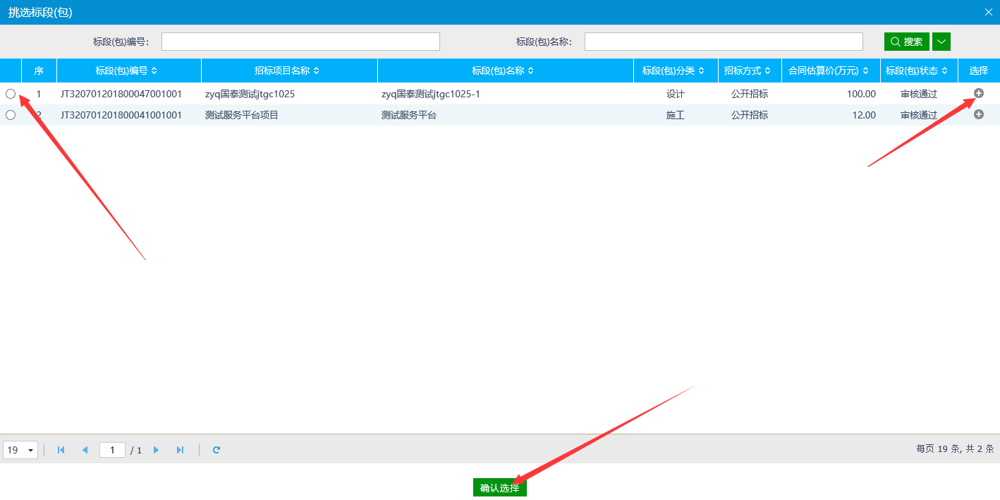 挑选标段(包)
标段(包)编号: 标段(包)名称: 搜索
序 标段(包)编号 招标项目名称 标段(包)名称 标段(包)分类 招标方式 合同估算价(万元) 标段(包)状态 选择
1 JT320701201800047001001 zyq国泰测试jtgc1025 zyq国泰测试jtgc1025-1 设计 公开招标 100.00 审核通过
2 JT320701201800041001001 测试服务平台项目 测试服务平台 施工 公开招标 12.00 审核通过
19 1 / 1 每页 19 条, 共 2 条
确认选择